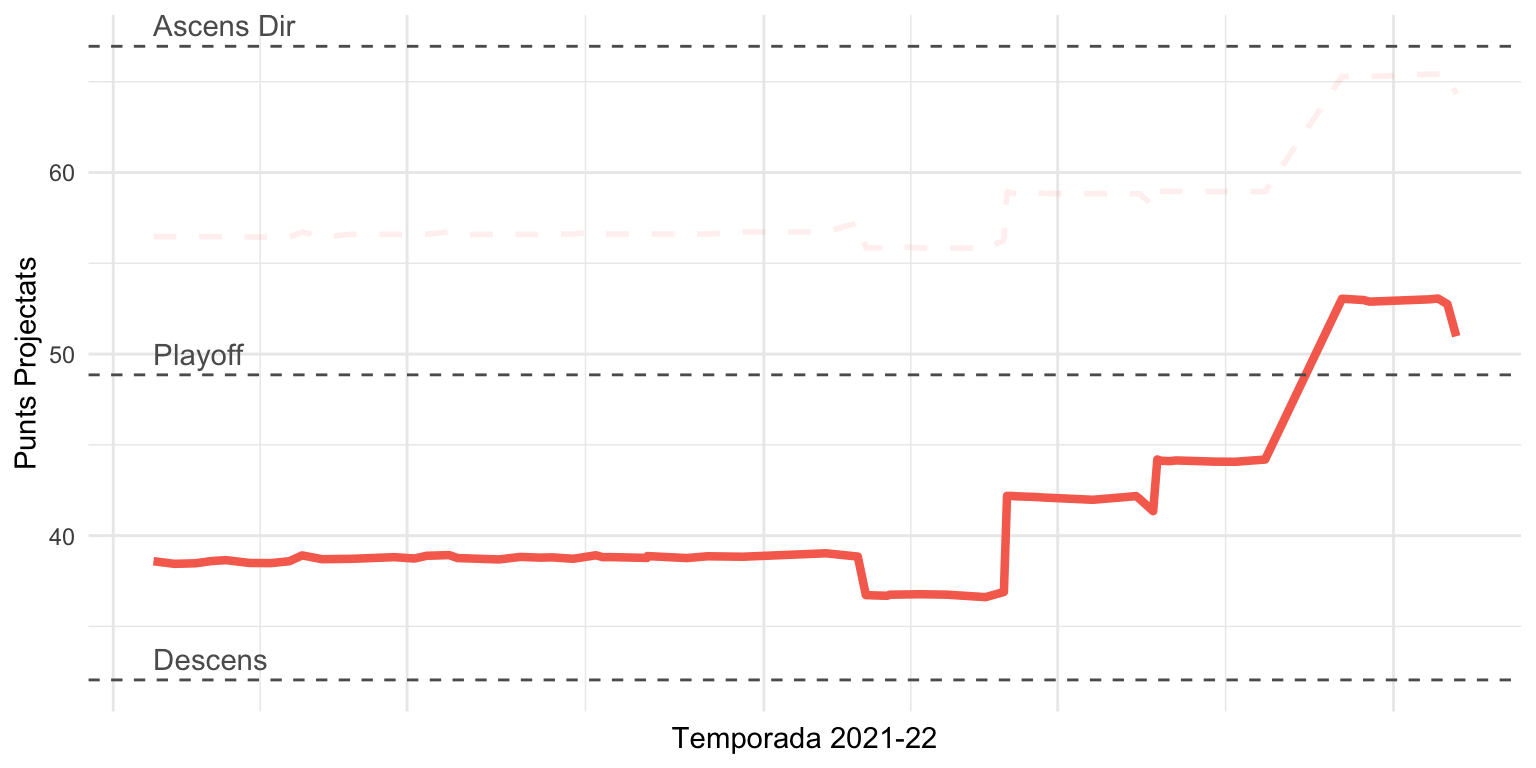 Ascens Dir
60
50
Playoff
40
Descens
Punts Projectats
Temporada 2021-22